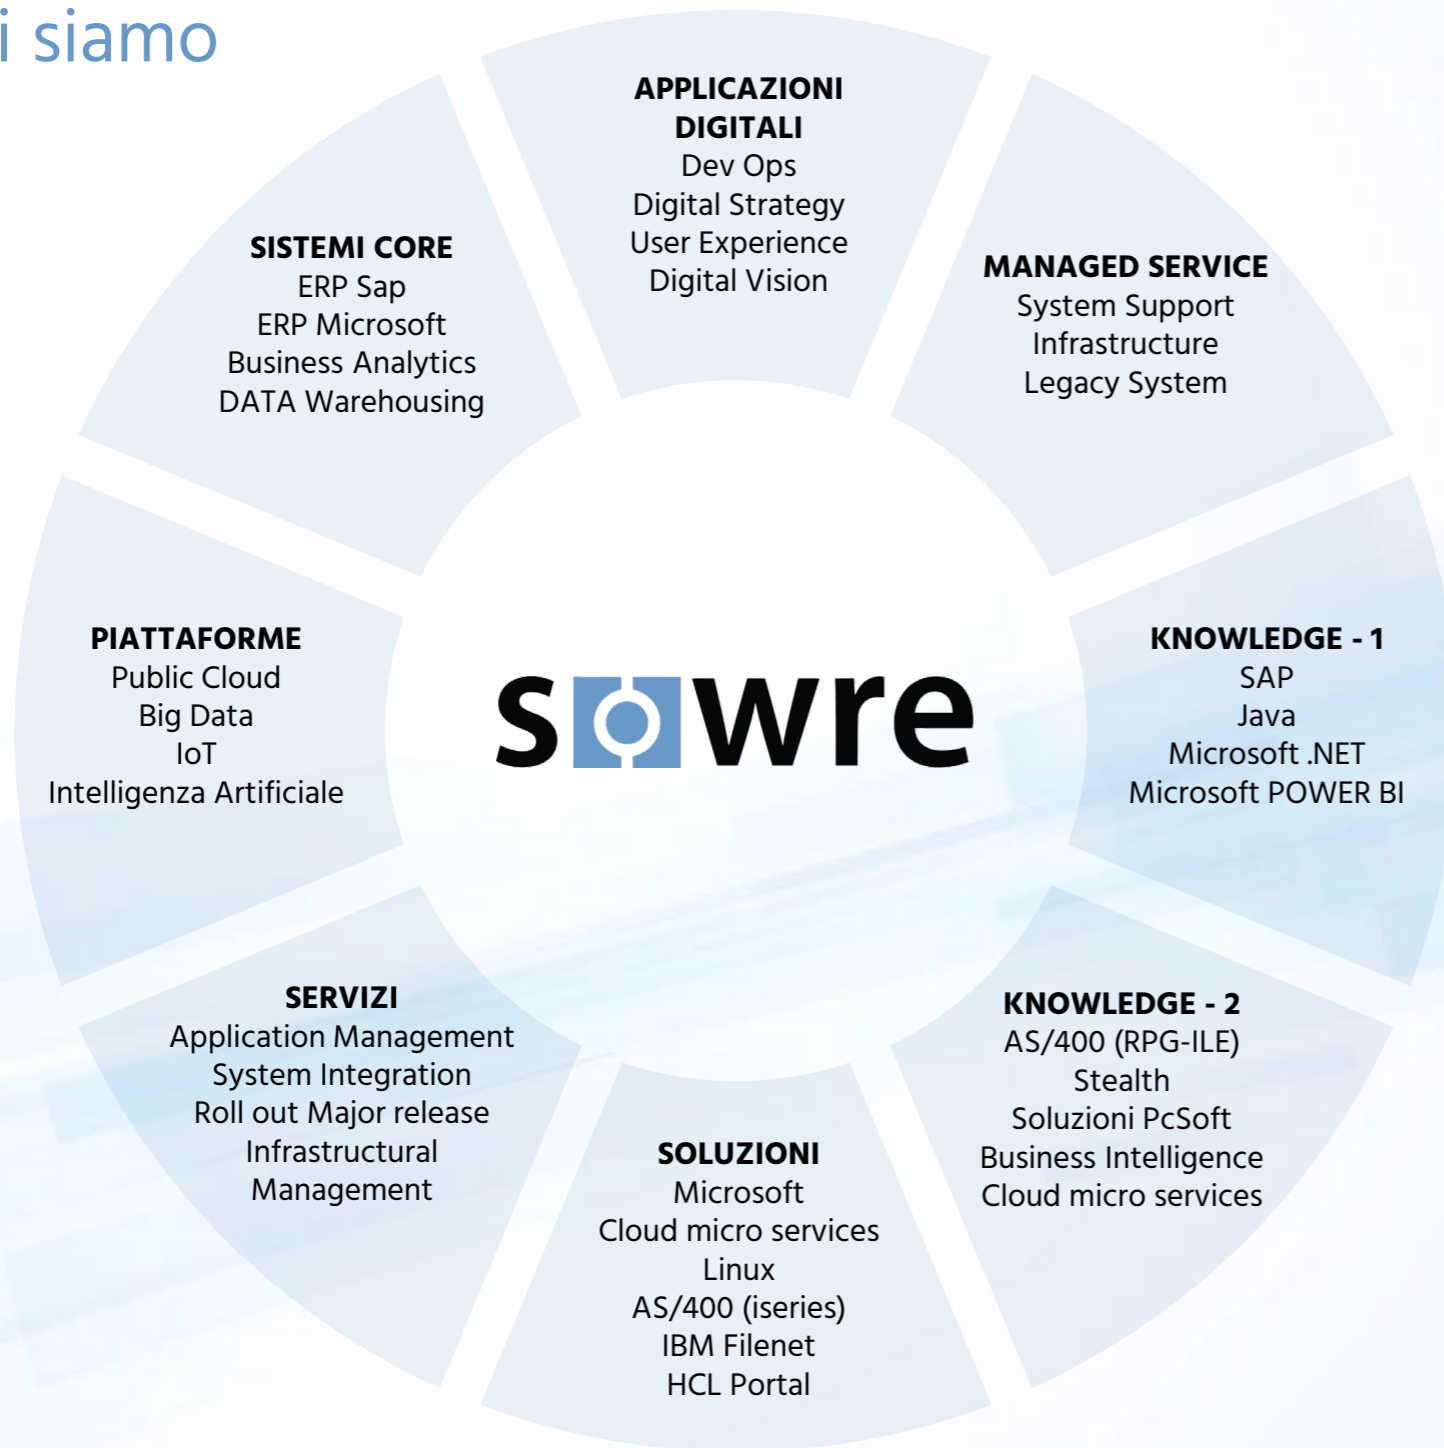 i siamo
APPLICAZIONI
DIGITALI
Dev Ops
Digital Strategy
User Experience
Digital Vision
MANAGED SERVICE
System Support
Infrastructure
Legacy System
KNOWLEDGE - 1
SAP
Java
Microsoft .NET
Microsoft POWER BI
KNOWLEDGE - 2
AS/400 (RPG-ILE)
Stealth
Soluzioni PcSoft
Business Intelligence
Cloud micro services
SOLUZIONI
Microsoft
Cloud micro services
Linux
AS/400 (iseries)
IBM Filenet
HCL Portal
SERVIZI
Application Management
System Integration
Roll out Major release
Infrastructural
Management
PIATTAFORME
Public Cloud
Big Data
IoT
Intelligenza Artificiale
SISTEMI CORE
ERP Sap
ERP Microsoft
Business Analytics
DATA Warehousing
sowre